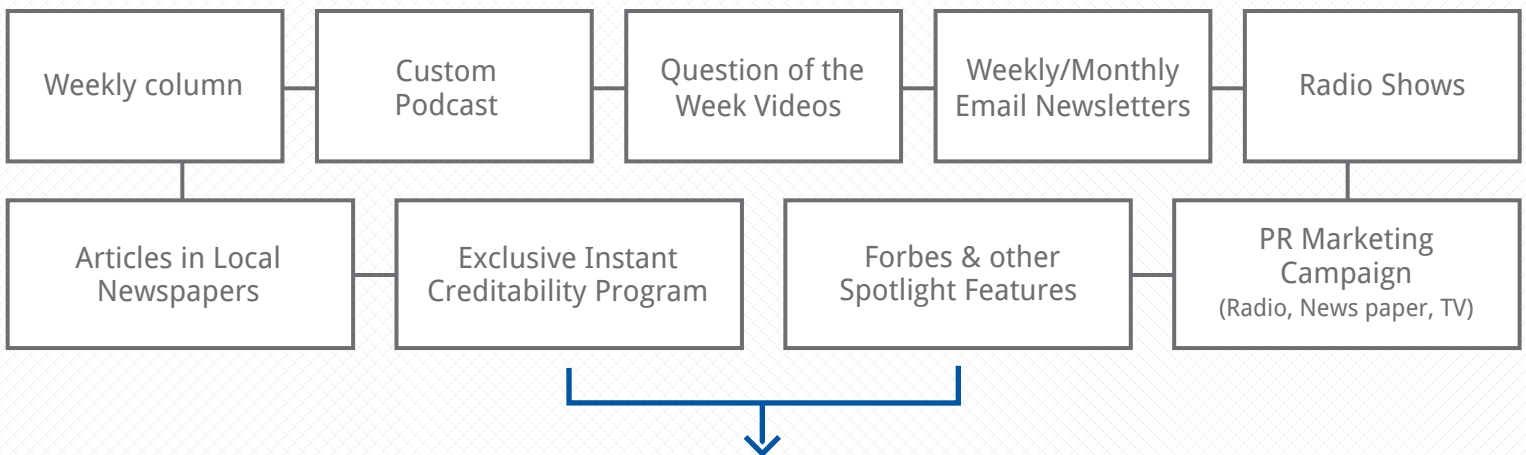 Weekly column
Custom
Podcast
Question of the
Week Videos
Weekly/Monthly
Email Newsletters
Radio Shows
Articles in Local
Newspapers
Exclusive Instant
Creditability Program
Forbes & other
Spotlight Features
PR Marketing
Campaign
(Radio, News paper, TV)